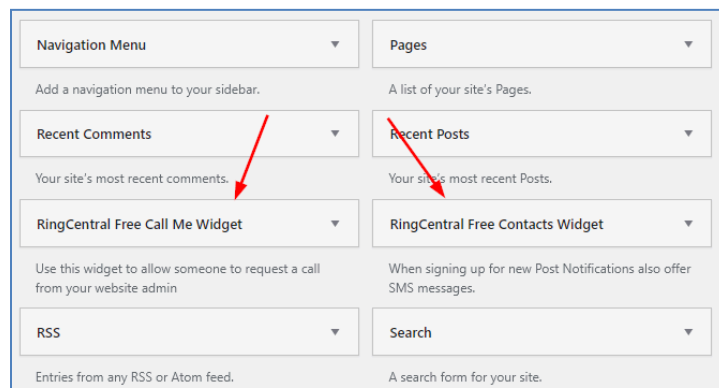 Navigation Menu
Pages
Add a navigation menu to your sidebar.
A list of your site's Pages.
Recent Comments
Recent Posts
Your site's most recent comments.
Your site's most recent Posts.
RingCentral Free Call Me Widget
RingCentral Free Contacts Widget
Use this widget to allow someone to request a call
from your website admin
When signing up for new Post Notifications also offer
SMS messages.
RSS
Search
Entries from any RSS or Atom feed.
A search form for your site.